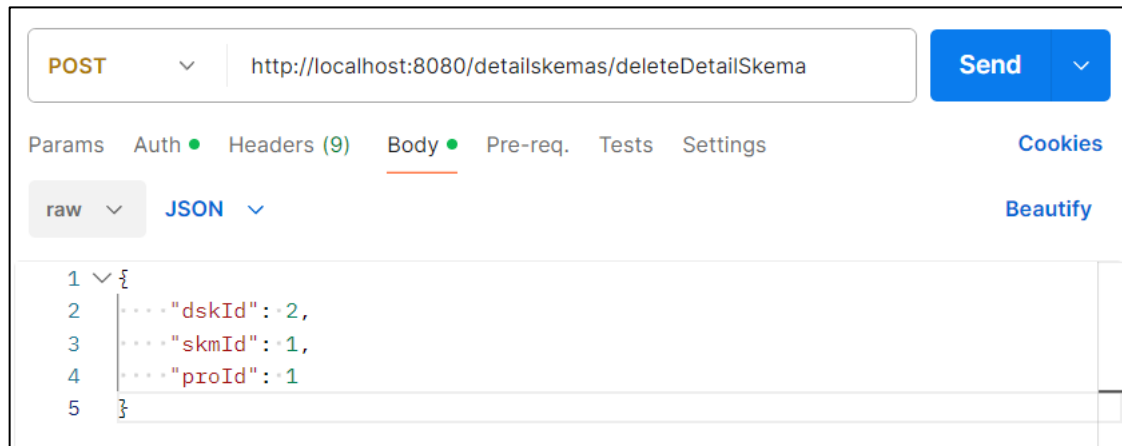 POST http://localhost:8080/detailskemas/deleteDetailSkema Send
Params Auth Headers (9) Body Pre-req. Tests Settings Cookies
raw JSON Beautify
1 {
2 "dskId": 2,
3 "skmId": 1,
4 "proId": 1
5 }